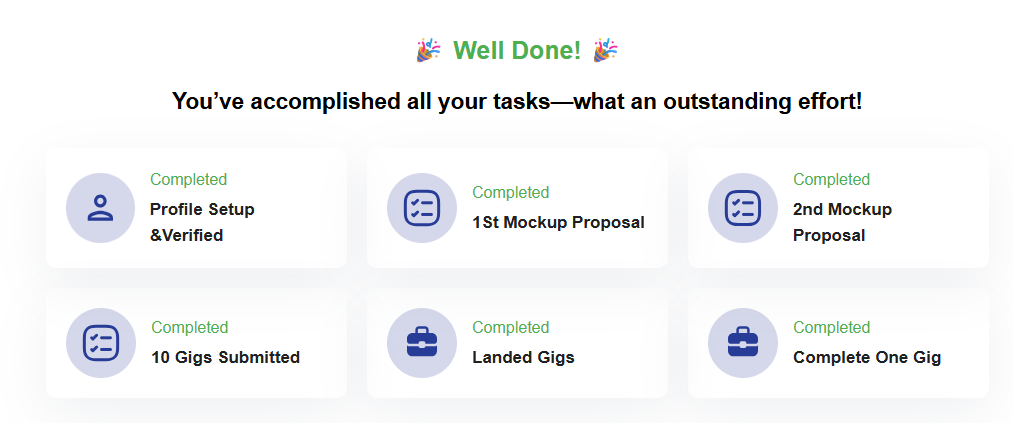 🎉 Well Done! 🎉
You’ve accomplished all your tasks—what an outstanding effort!
Completed
Profile Setup
&Verified
Completed
1St Mockup Proposal
Completed
2nd Mockup
Proposal
Completed
10 Gigs Submitted
Completed
Landed Gigs
Completed
Complete One Gig